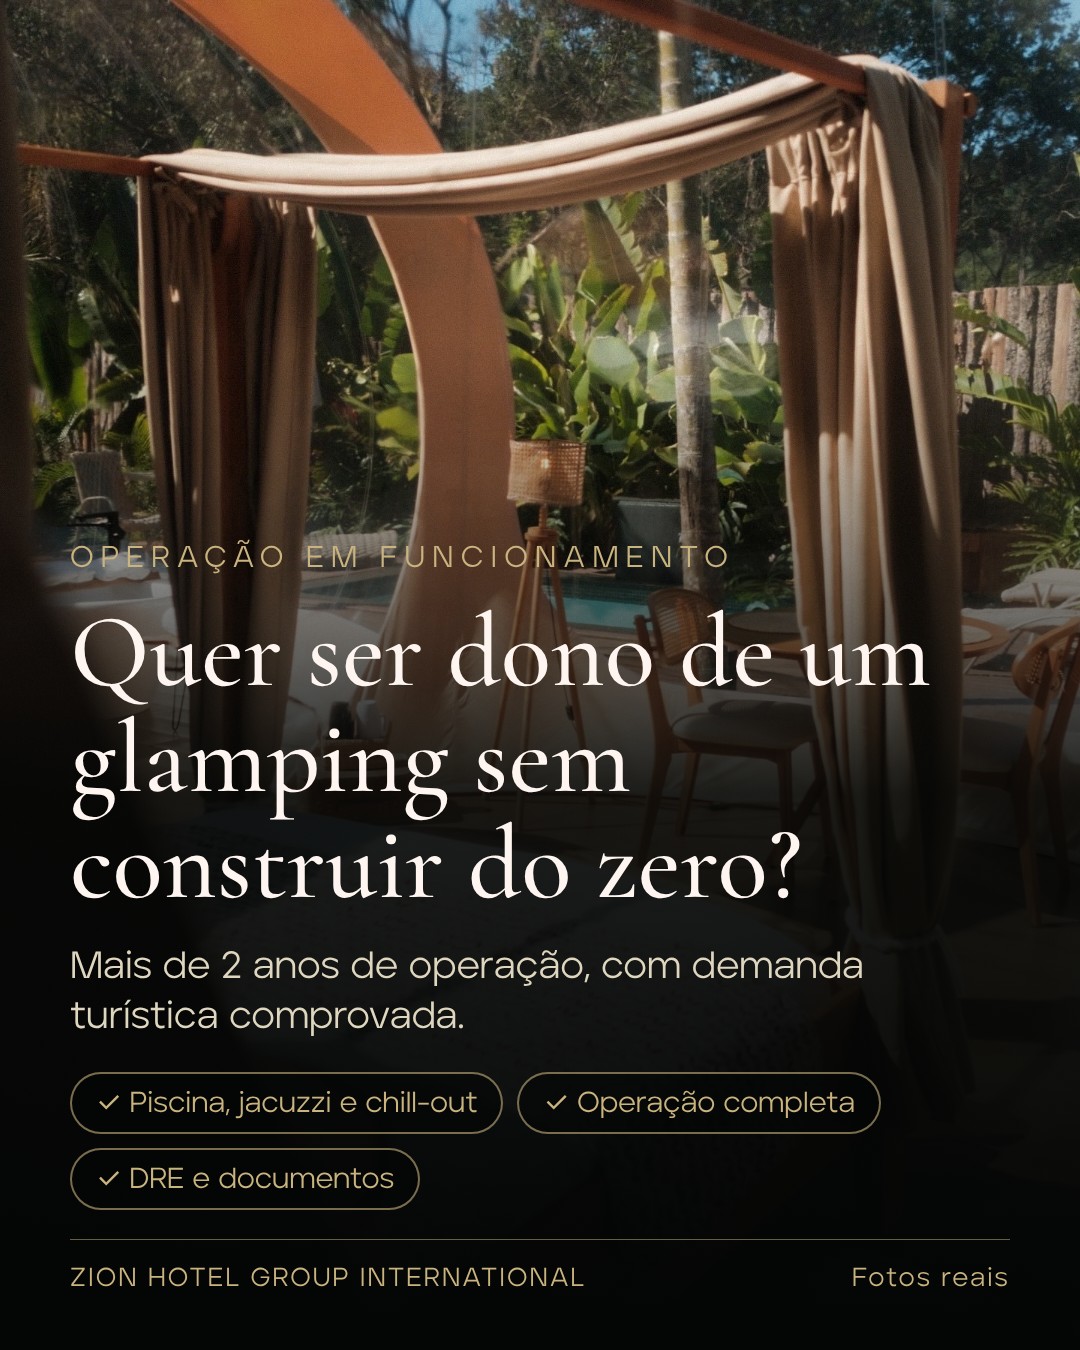 OPERAÇÃO EM FUNCIONAMENTO
Quer ser dono de um
glamping sem
construir do zero?
Mais de 2 anos de operação, com demanda
turística comprovada.
✓ Piscina, jacuzzi e chill-out
✓ Operação completa
✓ DRE e documentos
ZION HOTEL GROUP INTERNATIONAL
Fotos reais